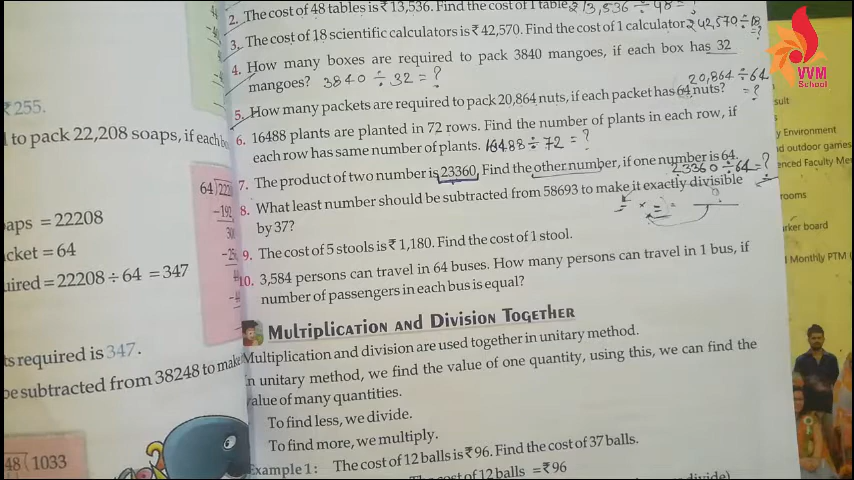 2. The cost of 48 tables is ₹ 13,536. Find the cost of 1 table. 2 13,536 ÷ 48 = ?
3. The cost of 18 scientific calculators is ₹ 42,570. Find the cost of 1 calculator. 2 42,570 ÷ 18 = ?
4. How many boxes are required to pack 3840 mangoes, if each box has 32
mangoes? 3840 ÷ 32 = ?
20,864 ÷ 64 = ?
5. How many packets are required to pack 20,864 nuts, if each packet has 64 nuts?
6. 16488 plants are planted in 72 rows. Find the number of plants in each row, if
each row has same number of plants. 16488 ÷ 72 = ?
7. The product of two number is 23360. Find the other number, if one number is 64.
23360 ÷ 64 = ?
8. What least number should be subtracted from 58693 to make it exactly divisible
by 37?
9. The cost of 5 stools is ₹ 1,180. Find the cost of 1 stool.
10. 3,584 persons can travel in 64 buses. How many persons can travel in 1 bus, if
number of passengers in each bus is equal?
Multiplication and Division Together
Multiplication and division are used together in unitary method.
In unitary method, we find the value of one quantity, using this, we can find the
value of many quantities.
To find less, we divide.
To find more, we multiply.
Example 1: The cost of 12 balls is ₹ 96. Find the cost of 37 balls.
cost of 12 balls = ₹ 96
₹ 255.
to pack 22,208 soaps, if each
= 22208
= 64
= 22208 ÷ 64 = 347
required is 347.
be subtracted from 38248 to make
64 222
-192
48 1033
VVM
School
Environment
outdoor games
rooms
board
Monthly PTM